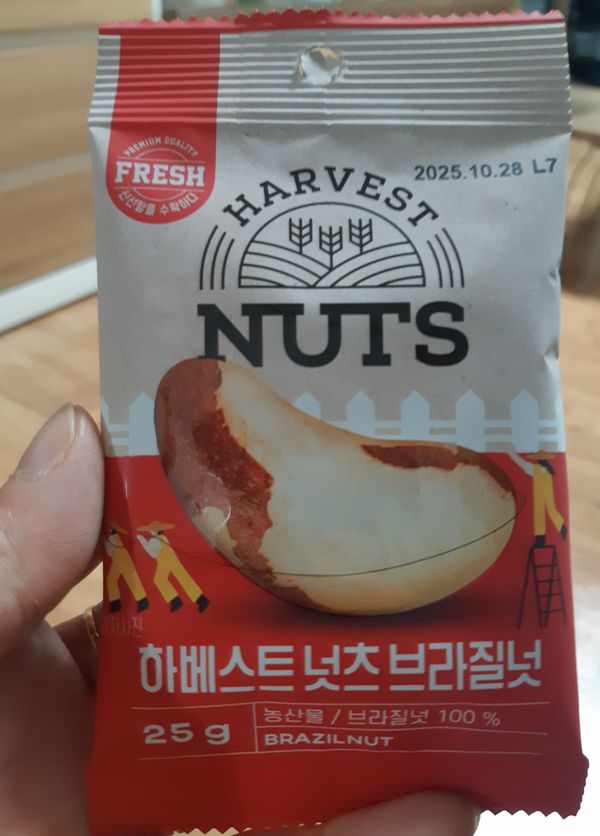 PREMIUM QUALITY
FRESH
신선함을 수확하다
2025.10.28 L7
HARVEST
NUTS
하베스트 넛츠 브라질넛
25 g
농산물 / 브라질넛 100 %
BRAZILNUT